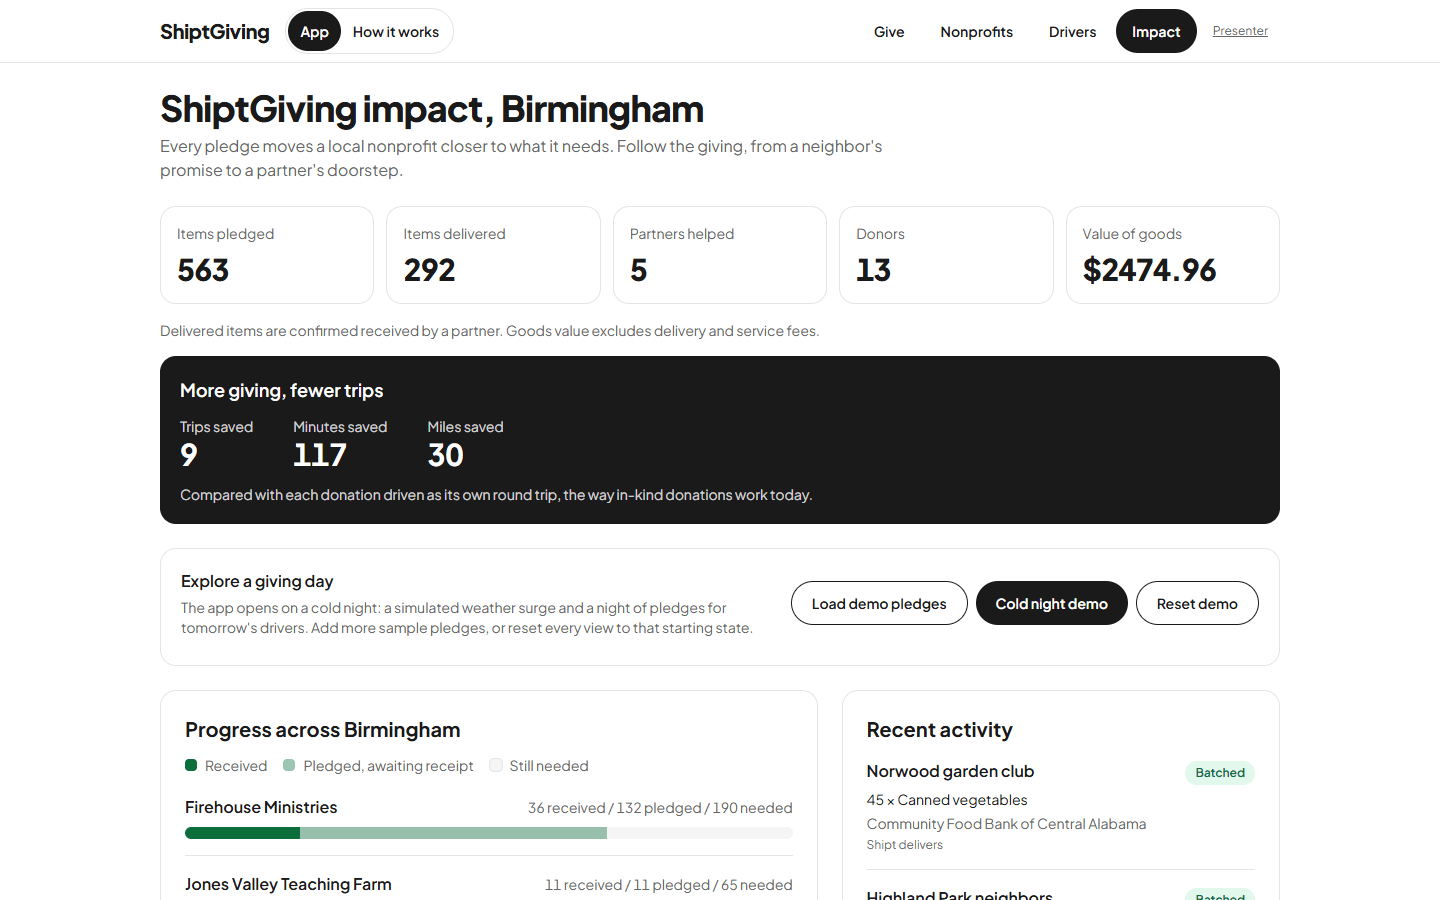 ShiptGiving
App
How it works
Give
Nonprofits
Drivers
Impact
Presenter
ShiptGiving impact, Birmingham
Every pledge moves a local nonprofit closer to what it needs. Follow the giving, from a neighbor's
promise to a partner's doorstep.
Items pledged
563
Items delivered
292
Partners helped
5
Donors
13
Value of goods
$2474.96
Delivered items are confirmed received by a partner. Goods value excludes delivery and service fees.
More giving, fewer trips
Trips saved
9
Minutes saved
117
Miles saved
30
Compared with each donation driven as its own round trip, the way in-kind donations work today.
Explore a giving day
The app opens on a cold night: a simulated weather surge and a night of pledges for
tomorrow's drivers. Add more sample pledges, or reset every view to that starting state.
Load demo pledges
Cold night demo
Reset demo
Progress across Birmingham
Received
Pledged, awaiting receipt
Still needed
Firehouse Ministries
36 received / 132 pledged / 190 needed
Jones Valley Teaching Farm
11 received / 11 pledged / 65 needed
Recent activity
Norwood garden club
Batched
45 × Canned vegetables
Community Food Bank of Central Alabama
Shipt delivers
Highland Park neighbors
Batched